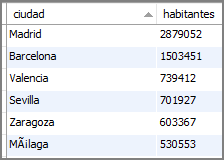 ciudad habitantes
Madrid 2879052
Barcelona 1503451
Valencia 739412
Sevilla 701927
Zaragoza 603367
MÃ¡laga 530553